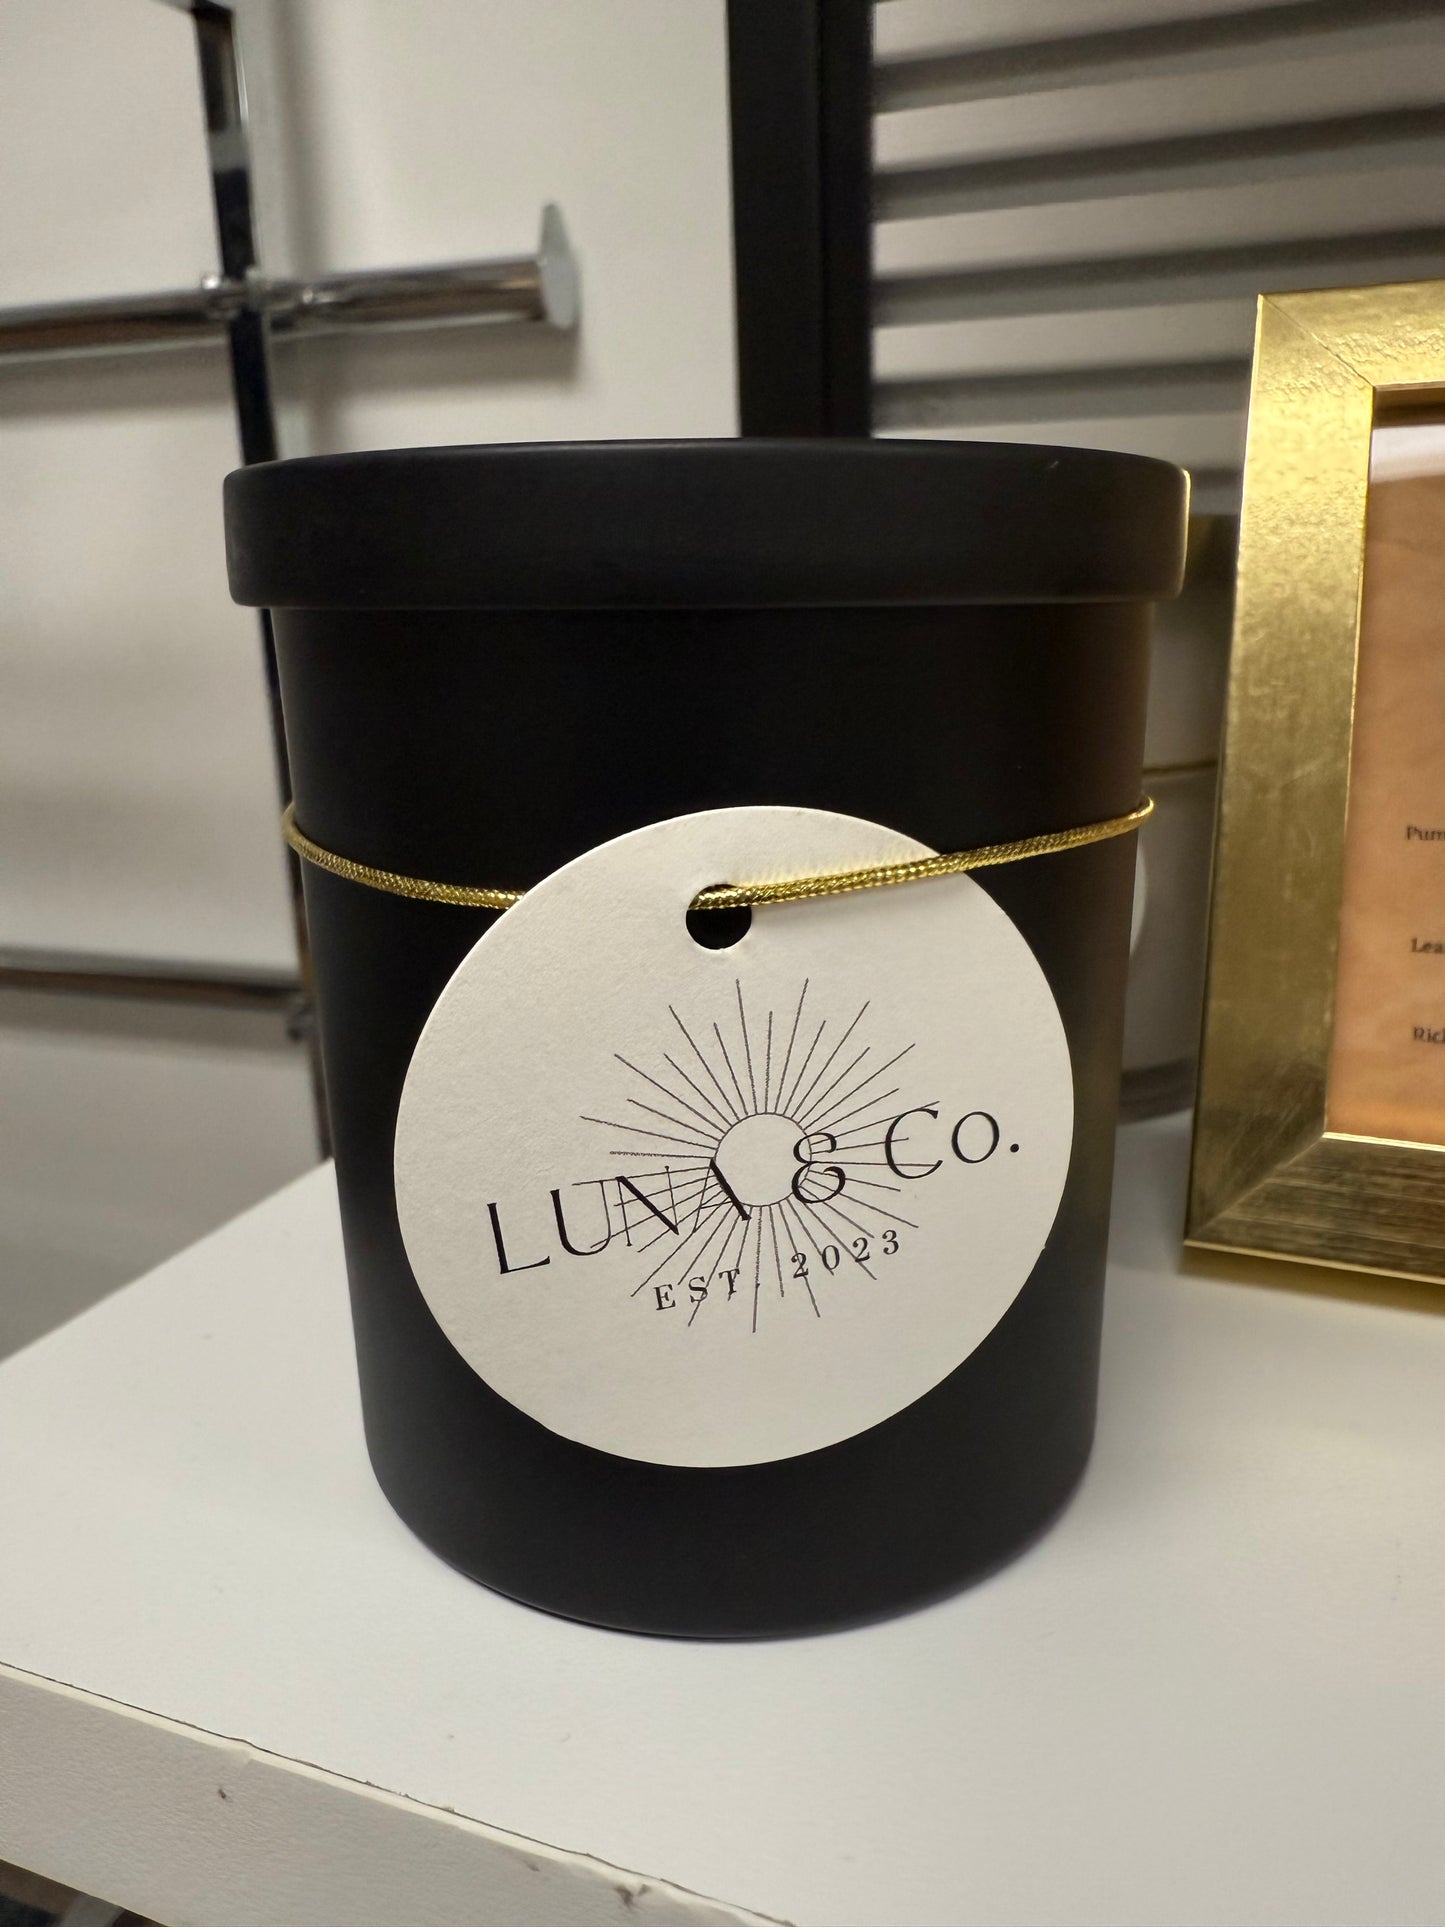 LUNA & Co.
EST. 2023